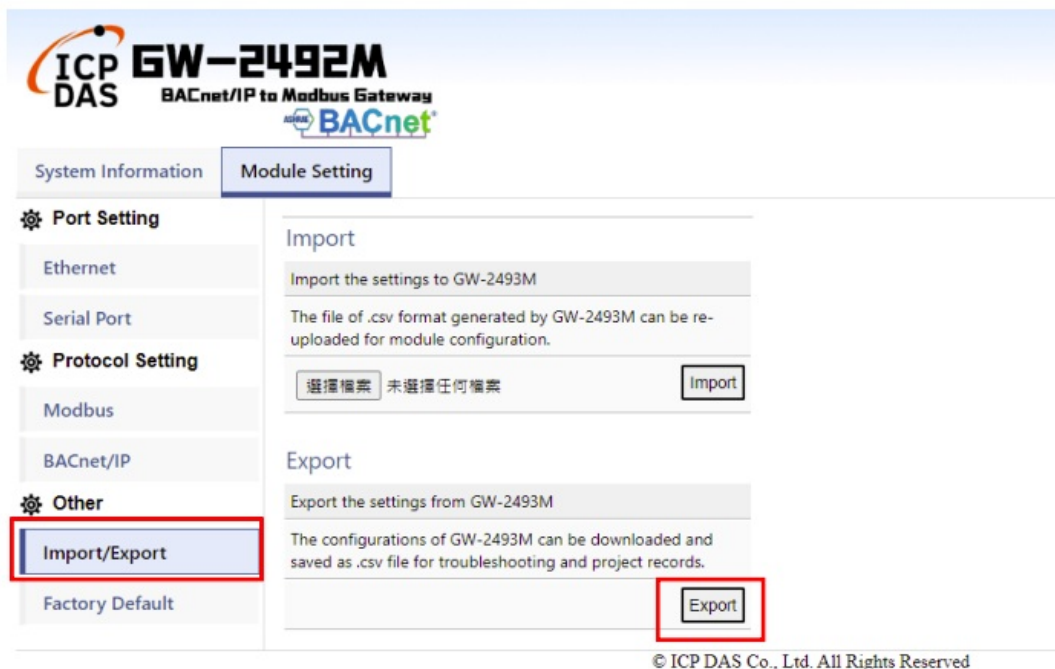 ICP DAS GW-2492M
BACnet/IP to Modbus Gateway
ASHRAE BACnet®
System Information
Module Setting
Port Setting
Ethernet
Serial Port
Protocol Setting
Modbus
BACnet/IP
Other
Import/Export
Factory Default
Import
Import the settings to GW-2493M
The file of .csv format generated by GW-2493M can be re-
uploaded for module configuration.
選擇檔案 未選擇任何檔案 Import
Export
Export the settings from GW-2493M
The configurations of GW-2493M can be downloaded and
saved as .csv file for troubleshooting and project records.
Export
© ICP DAS Co., Ltd. All Rights Reserved